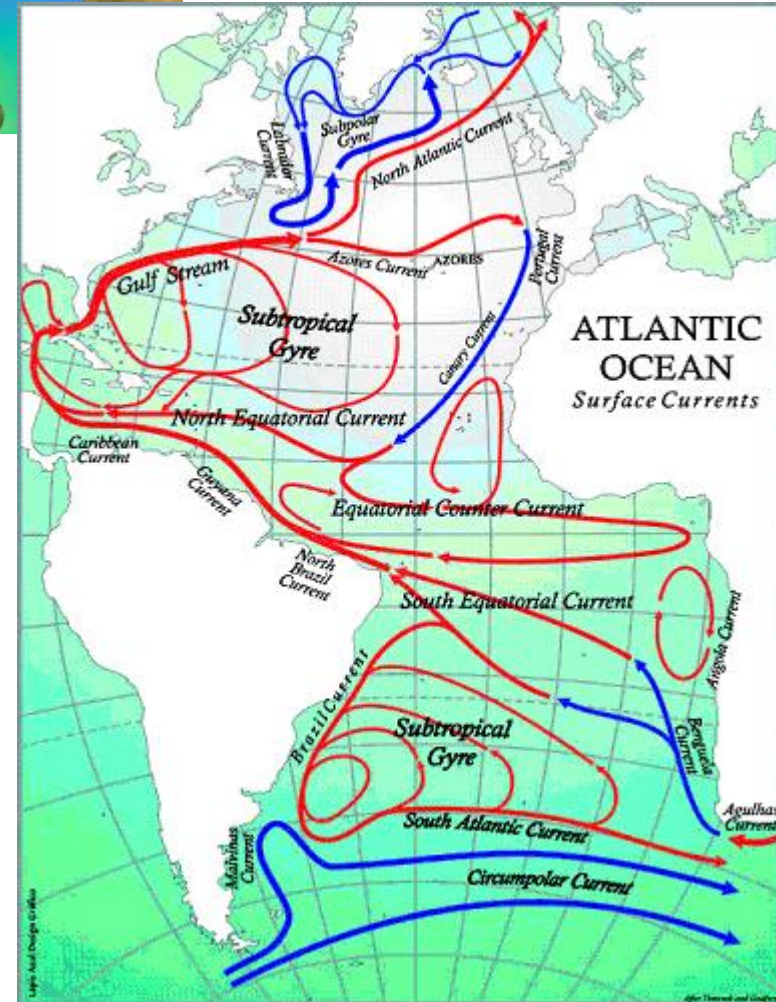 Labrador
Current
Subpolar
Gyre
North Atlantic Current
Gulf Stream
Azores Current
AZORES
Portugal
Current
Subtropical
Gyre
Canary Current
ATLANTIC
OCEAN
Surface Currents
North Equatorial Current
Caribbean
Current
Guyana
Current
Equatorial Counter Current
North
Brazil
Current
South Equatorial Current
Angola Current
Brazil Current
Subtropical
Gyre
Benguela
Current
Agulhas
Current
South Atlantic Current
Malvinas
Current
Circumpolar Current